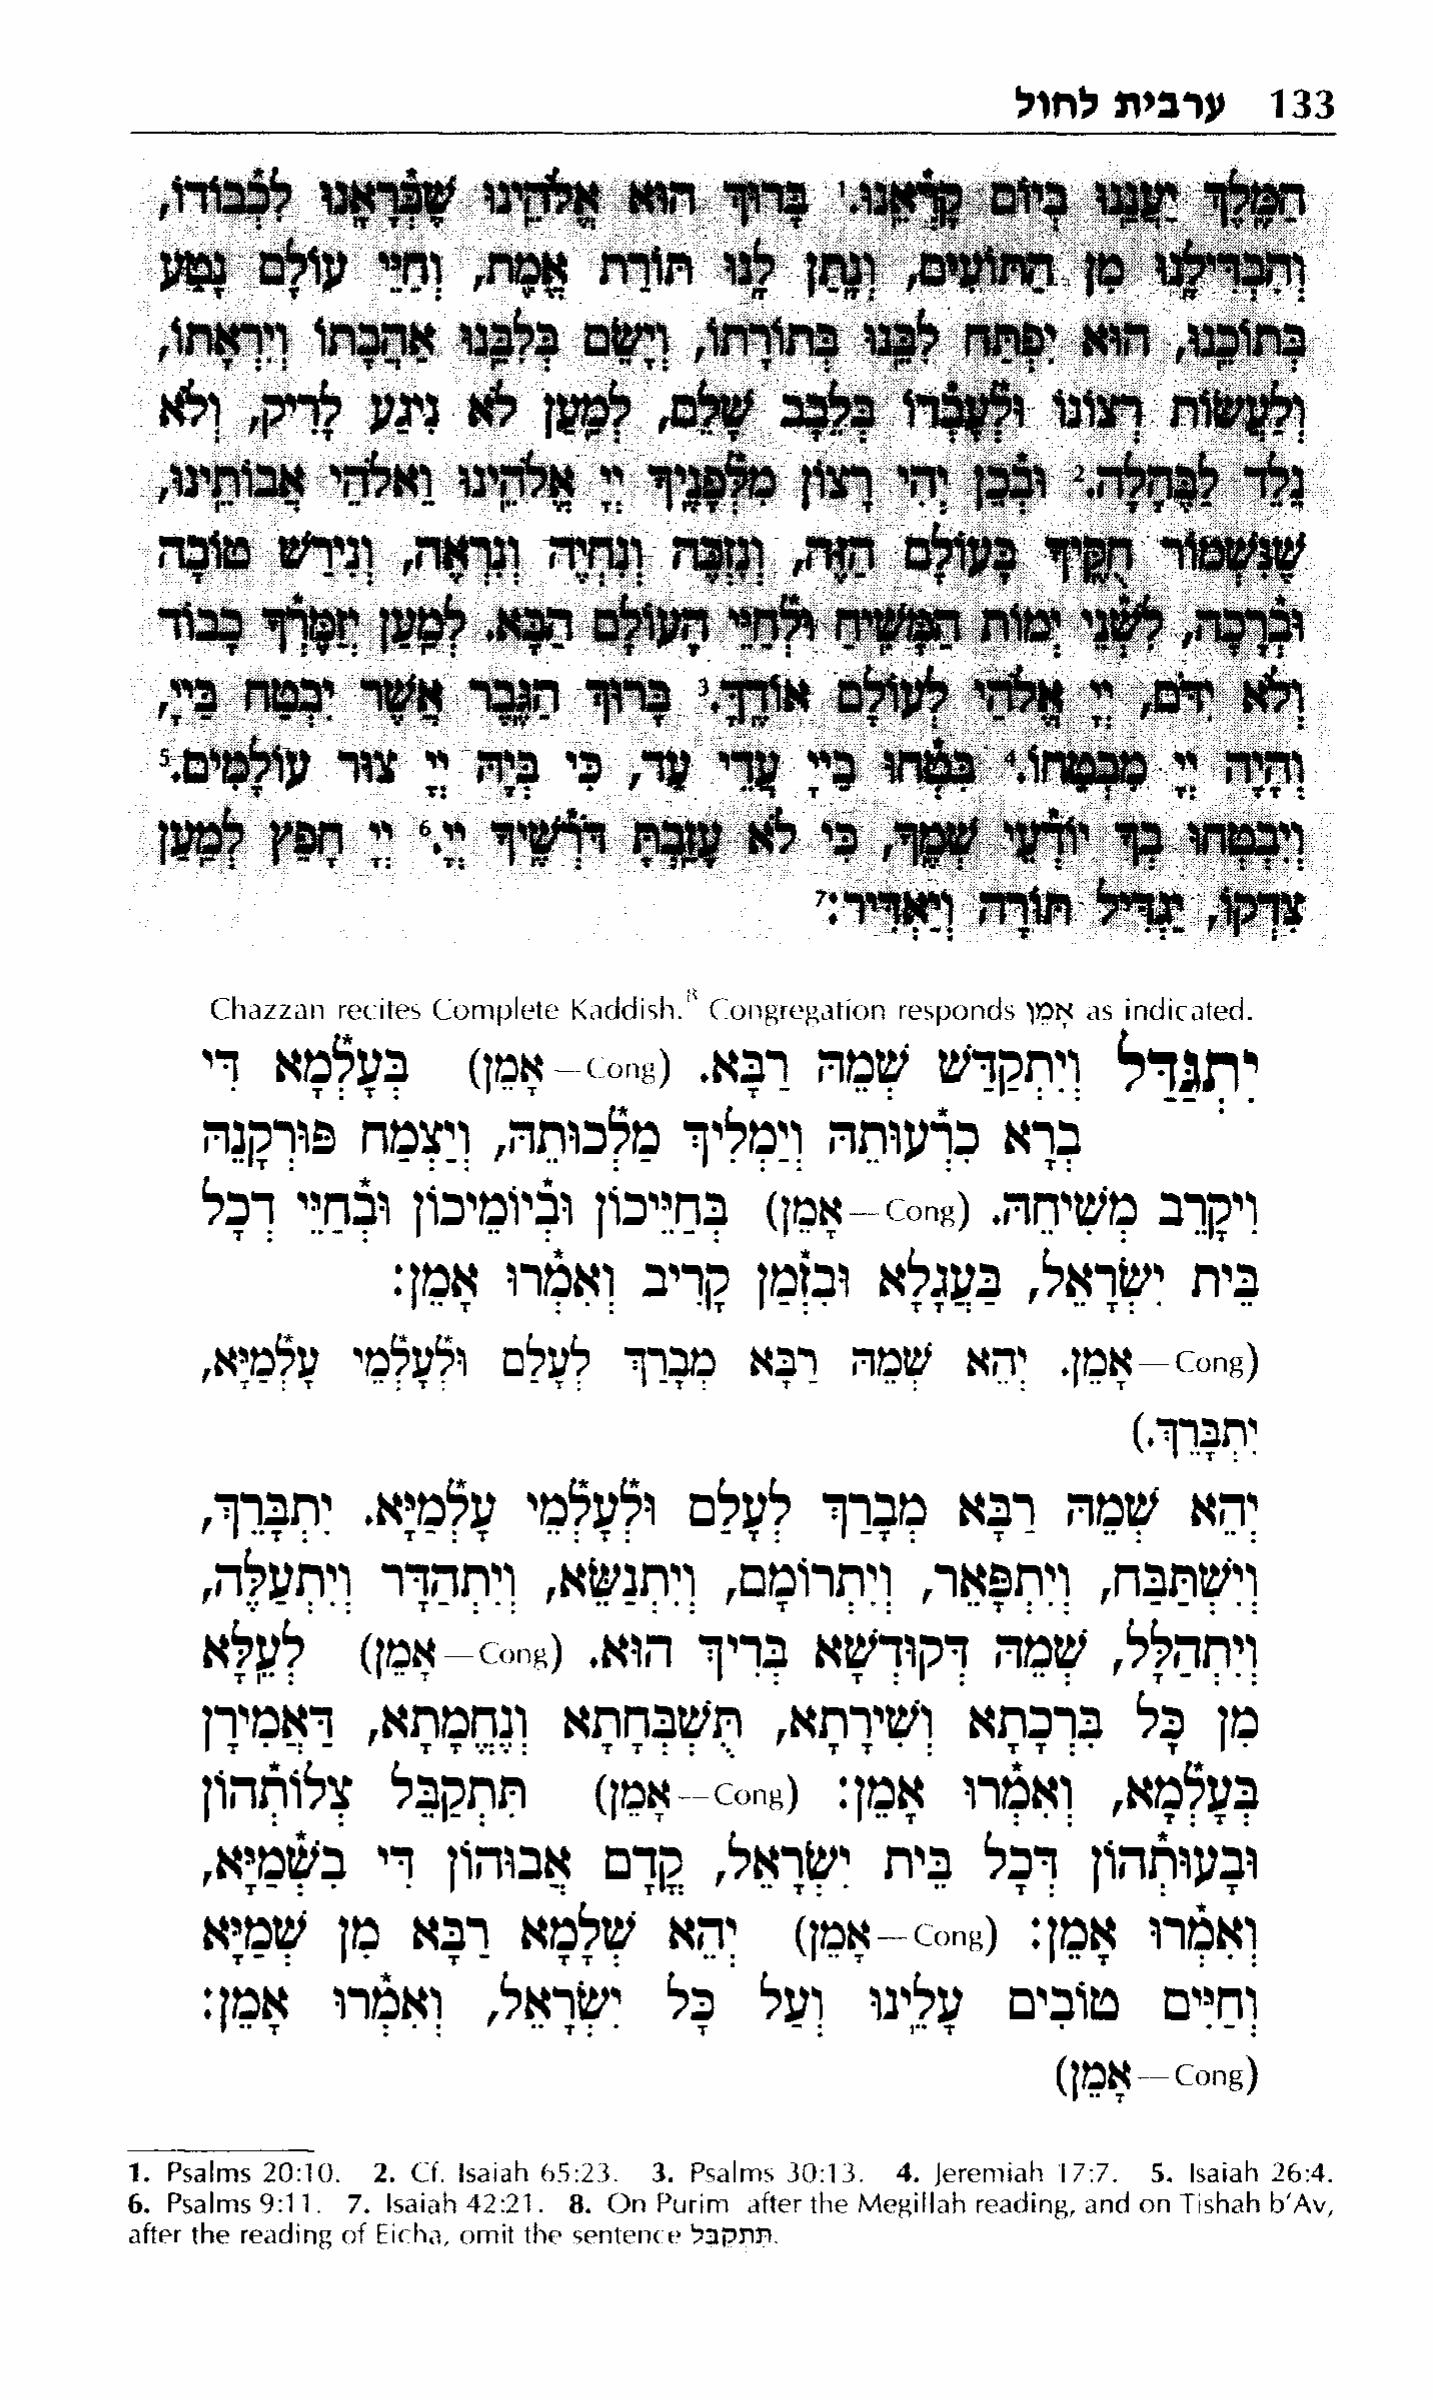 133 ערבית לחול
הַמֶּלֶךְ יַעֲנֵנוּ בְיוֹם קָרְאֵנוּ.¹ בָּרוּךְ הוּא אֱלֹהֵינוּ שֶׁבְּרָאָנוּ לִכְבוֹדוֹ,
וְהִבְדִּילָנוּ מִן הַתּוֹעִים, וְנָתַן לָנוּ תּוֹרַת אֱמֶת, וְחַיֵּי עוֹלָם נָטַע
בְּתוֹכֵנוּ, הוּא יִפְתַּח לִבֵּנוּ בְּתוֹרָתוֹ, וְיָשֵׂם בְּלִבֵּנוּ אַהֲבָתוֹ וְיִרְאָתוֹ,
וְלַעֲשׂוֹת רְצוֹנוֹ וּלְעָבְדוֹ בְּלֵבָב שָׁלֵם, לְמַעַן לֹא נִיגַע לָרִיק, וְלֹא
נֵלֵד לַבֶּהָלָה.² וּבְכֵן יְהִי רָצוֹן מִלְּפָנֶיךָ יְיָ אֱלֹהֵינוּ וֵאלֹהֵי אֲבוֹתֵינוּ,
שֶׁנִּשְׁמוֹר חֻקֶּיךָ בָּעוֹלָם הַזֶּה, וְנִזְכֶּה וְנִחְיֶה וְנִרְאֶה, וְנִירַשׁ טוֹבָה
וּבְרָכָה, לִשְׁנֵי יְמוֹת הַמָּשִׁיחַ וּלְחַיֵּי הָעוֹלָם הַבָּא. לְמַעַן יְזַמֶּרְךָ כָבוֹד
וְלֹא יִדֹּם, יְיָ אֱלֹהַי לְעוֹלָם אוֹדֶךָּ.³ בָּרוּךְ הַגֶּבֶר אֲשֶׁר יִבְטַח בַּיְיָ,
וְהָיָה יְיָ מִבְטַחוֹ.⁴ בִּטְחוּ בַיְיָ עֲדֵי עַד, כִּי בְּיָהּ יְיָ צוּר עוֹלָמִים.⁵
וְיִבְטְחוּ בְךָ יוֹדְעֵי שְׁמֶךָ, כִּי לֹא עָזַבְתָּ דֹּרְשֶׁיךָ יְיָ.⁶ יְיָ חָפֵץ לְמַעַן
צִדְקוֹ, יַגְדִּיל תּוֹרָה וְיַאְדִּיר:⁷
Chazzan recites Complete Kaddish.⁸ Congregation responds אָמֵן as indicated.
יִתְגַּדַּל וְיִתְקַדַּשׁ שְׁמֵהּ רַבָּא. (Cong—אָמֵן) בְּעָלְ*מָא דִּי
בְרָא כִרְ*עוּתֵהּ וְיַמְלִיךְ מַלְ*כוּתֵהּ, וְיַצְמַח פּוּרְקָנֵהּ
וִיקָרֵב מְשִׁיחֵהּ. (Cong—אָמֵן) בְּחַיֵּיכוֹן וּבְ*יוֹמֵיכוֹן וּבְ*חַיֵּי דְכָל
בֵּית יִשְׂרָאֵל, בַּעֲגָלָא וּבִזְ*מַן קָרִיב וְאִמְ*רוּ אָמֵן:
(Cong—אָמֵן. יְהֵא שְׁמֵהּ רַבָּא מְבָרַךְ לְעָלַם וּלְ*עָלְ*מֵי עָלְ*מַיָּא,
יִתְבָּרֵךְ.)
יְהֵא שְׁמֵהּ רַבָּא מְבָרַךְ לְעָלַם וּלְ*עָלְ*מֵי עָלְ*מַיָּא. יִתְבָּרֵךְ,
וְיִשְׁתַּבַּח, וְיִתְפָּאֵר, וְיִתְרוֹמָם, וְיִתְנַשֵּׂא, וְיִתְהַדָּר וְיִתְעַלֶּה,
וְיִתְהַלָּל, שְׁמֵהּ דְּקוּדְשָׁא בְּרִיךְ הוּא. (Cong—אָמֵן) לְעֵלָּא
מִן כָּל בִּרְכָתָא וְשִׁירָתָא, תֻּשְׁבְּחָתָא וְנֶחֱמָתָא, דַּאֲמִירָן
בְּעָלְ*מָא, וְאִמְ*רוּ אָמֵן: (Cong—אָמֵן) תִּתְקַבֵּל צְלוֹתְ*הוֹן
וּבָעוּתְ*הוֹן דְּכָל בֵּית יִשְׂרָאֵל, קֳדָם אֲבוּהוֹן דִּי בִשְׁ*מַיָּא,
וְאִמְ*רוּ אָמֵן: (Cong—אָמֵן) יְהֵא שְׁלָמָא רַבָּא מִן שְׁמַיָּא
וְחַיִּים טוֹבִים עָלֵינוּ וְעַל כָּל יִשְׂרָאֵל, וְאִמְ*רוּ אָמֵן:
(Cong—אָמֵן)
1. Psalms 20:10. 2. Cf. Isaiah 65:23. 3. Psalms 30:13. 4. Jeremiah 17:7. 5. Isaiah 26:4.
6. Psalms 9:11. 7. Isaiah 42:21. 8. On Purim after the Megillah reading, and on Tishah b'Av,
after the reading of Eicha, omit the sentence תתקבל.